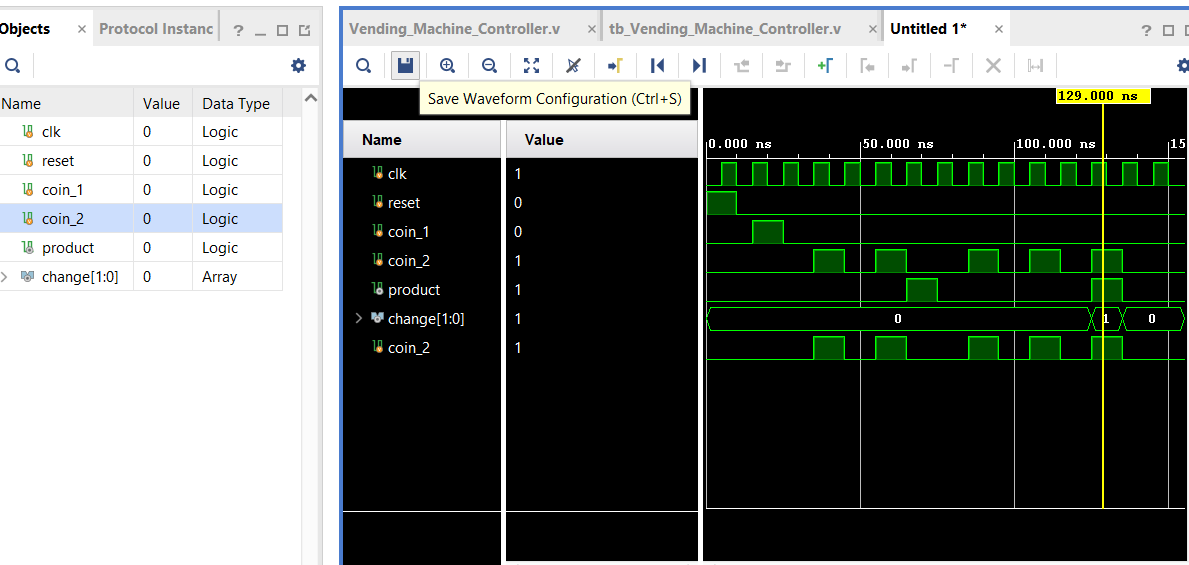 Objects × Protocol Instanc ?
Name Value Data Type
clk 0 Logic
reset 0 Logic
coin_1 0 Logic
coin_2 0 Logic
product 0 Logic
change[1:0] 0 Array
Vending_Machine_Controller.v × tb_Vending_Machine_Controller.v × Untitled 1* × ?
Save Waveform Configuration (Ctrl+S)
129.000 ns
Name Value
0.000 ns 50.000 ns 100.000 ns 15
clk 1
reset 0
coin_1 0
coin_2 1
product 1
change[1:0] 1 0 1 0
coin_2 1